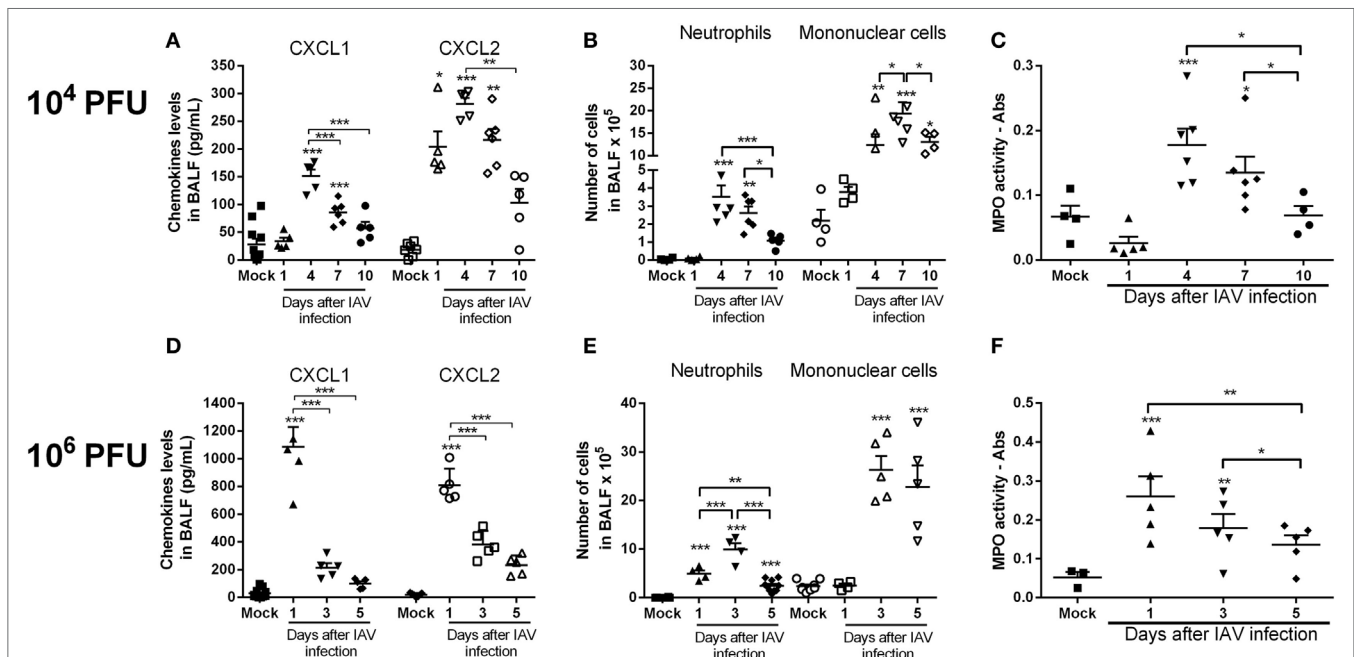 10⁴ PFU
A
CXCL1 CXCL2
Chemokines levels
in BALF (pg/mL)
350
300
250
200
150
100
50
0
*** *** *** *** * *** ** **
Mock 1 4 7 10 Mock 1 4 7 10
Days after IAV
infection
Days after IAV
infection
B
Neutrophils Mononuclear cells
Number of cells
in BALF x 10⁵
30
25
20
15
10
5
4
3
2
1
0
*** *** ** * ** *** * * *
Mock 1 4 7 10 Mock 1 4 7 10
Days after IAV
infection
Days after IAV
infection
C
MPO activity - Abs
0.3
0.2
0.1
0.0
*** * * *
Mock 1 4 7 10
Days after IAV infection
10⁶ PFU
D
CXCL1 CXCL2
Chemokines levels
in BALF (pg/mL)
1400
1200
1000
800
600
400
200
0
*** *** *** *** *** ***
Mock 1 3 5 Mock 1 3 5
Days after IAV
infection
Days after IAV
infection
E
Neutrophils Mononuclear cells
Number of cells
in BALF x 10⁵
40
30
20
10
0
** *** *** *** *** *** *** ***
Mock 1 3 5 Mock 1 3 5
Days after IAV
infection
Days after IAV
infection
F
MPO activity - Abs
0.5
0.4
0.3
0.2
0.1
0.0
*** ** ** *
Mock 1 3 5
Days after IAV infection